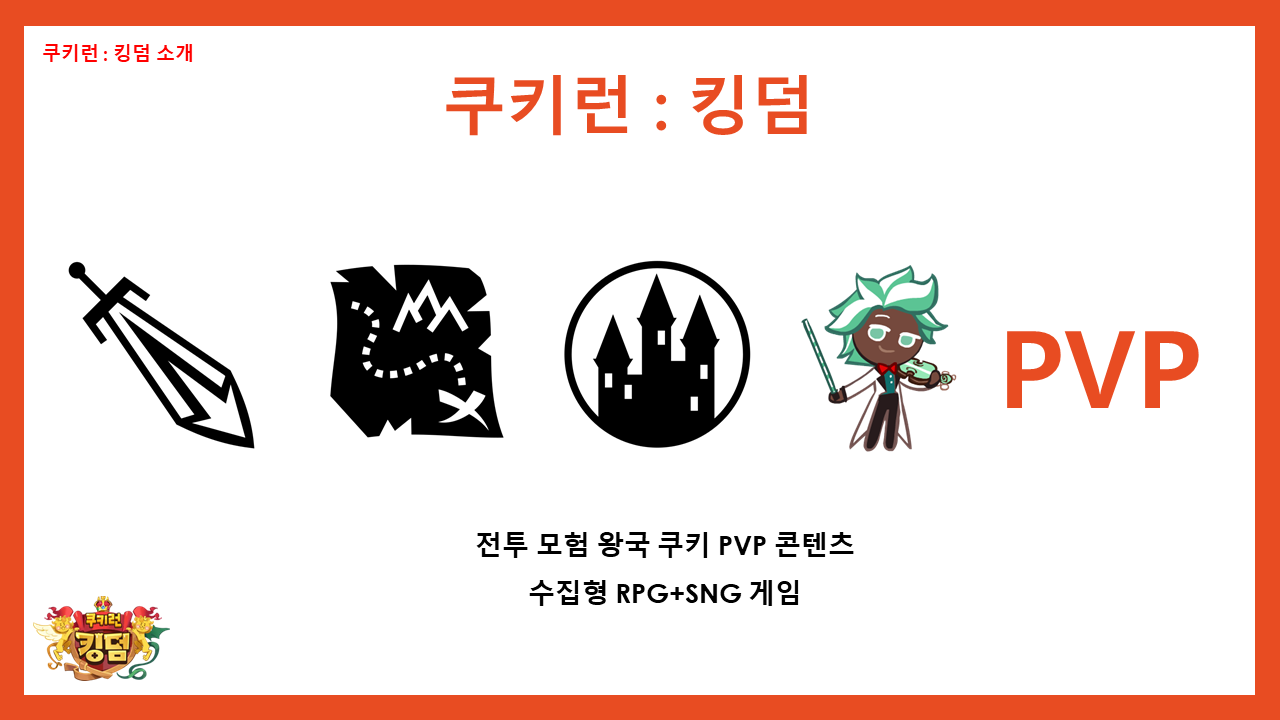 쿠키런 : 킹덤 소개
쿠키런 : 킹덤
PVP
전투 모험 왕국 쿠키 PVP 콘텐츠
수집형 RPG+SNG 게임
쿠키런
킹덤